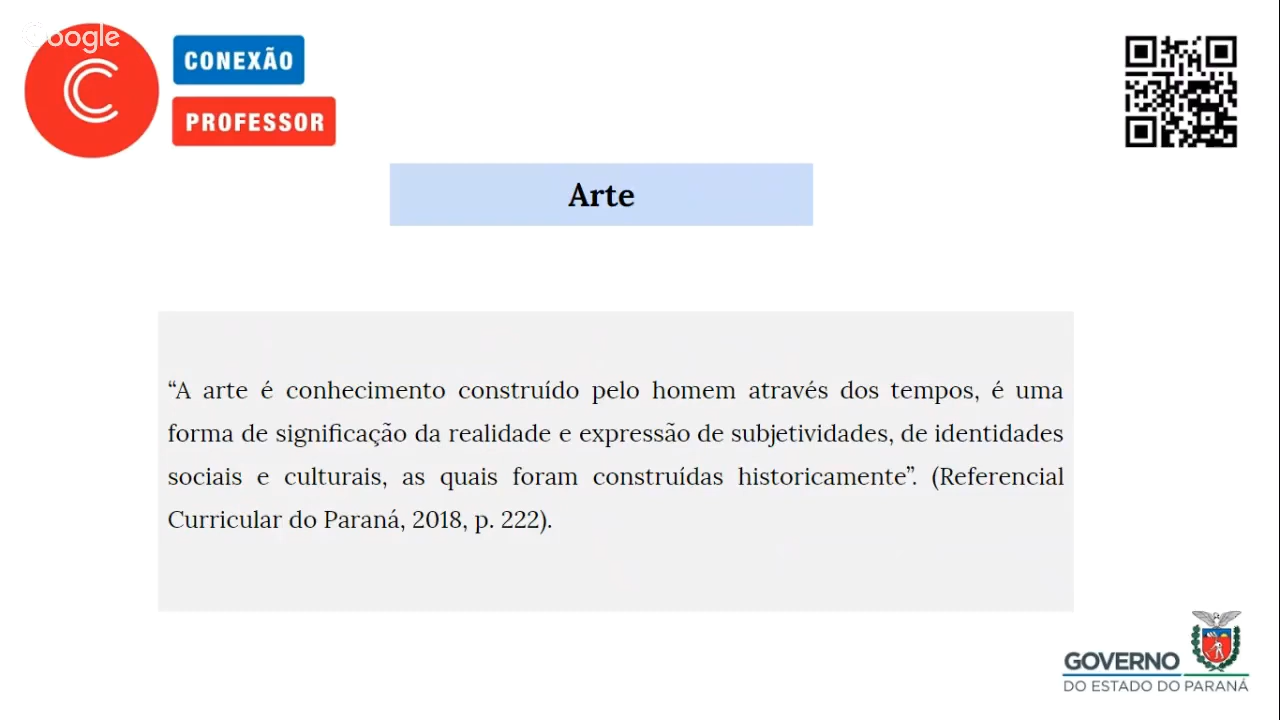 Google
CONEXÃO
PROFESSOR
Arte
“A arte é conhecimento construído pelo homem através dos tempos, é uma
forma de significação da realidade e expressão de subjetividades, de identidades
sociais e culturais, as quais foram construídas historicamente”. (Referencial
Curricular do Paraná, 2018, p. 222).
GOVERNO
DO ESTADO DO PARANÁ